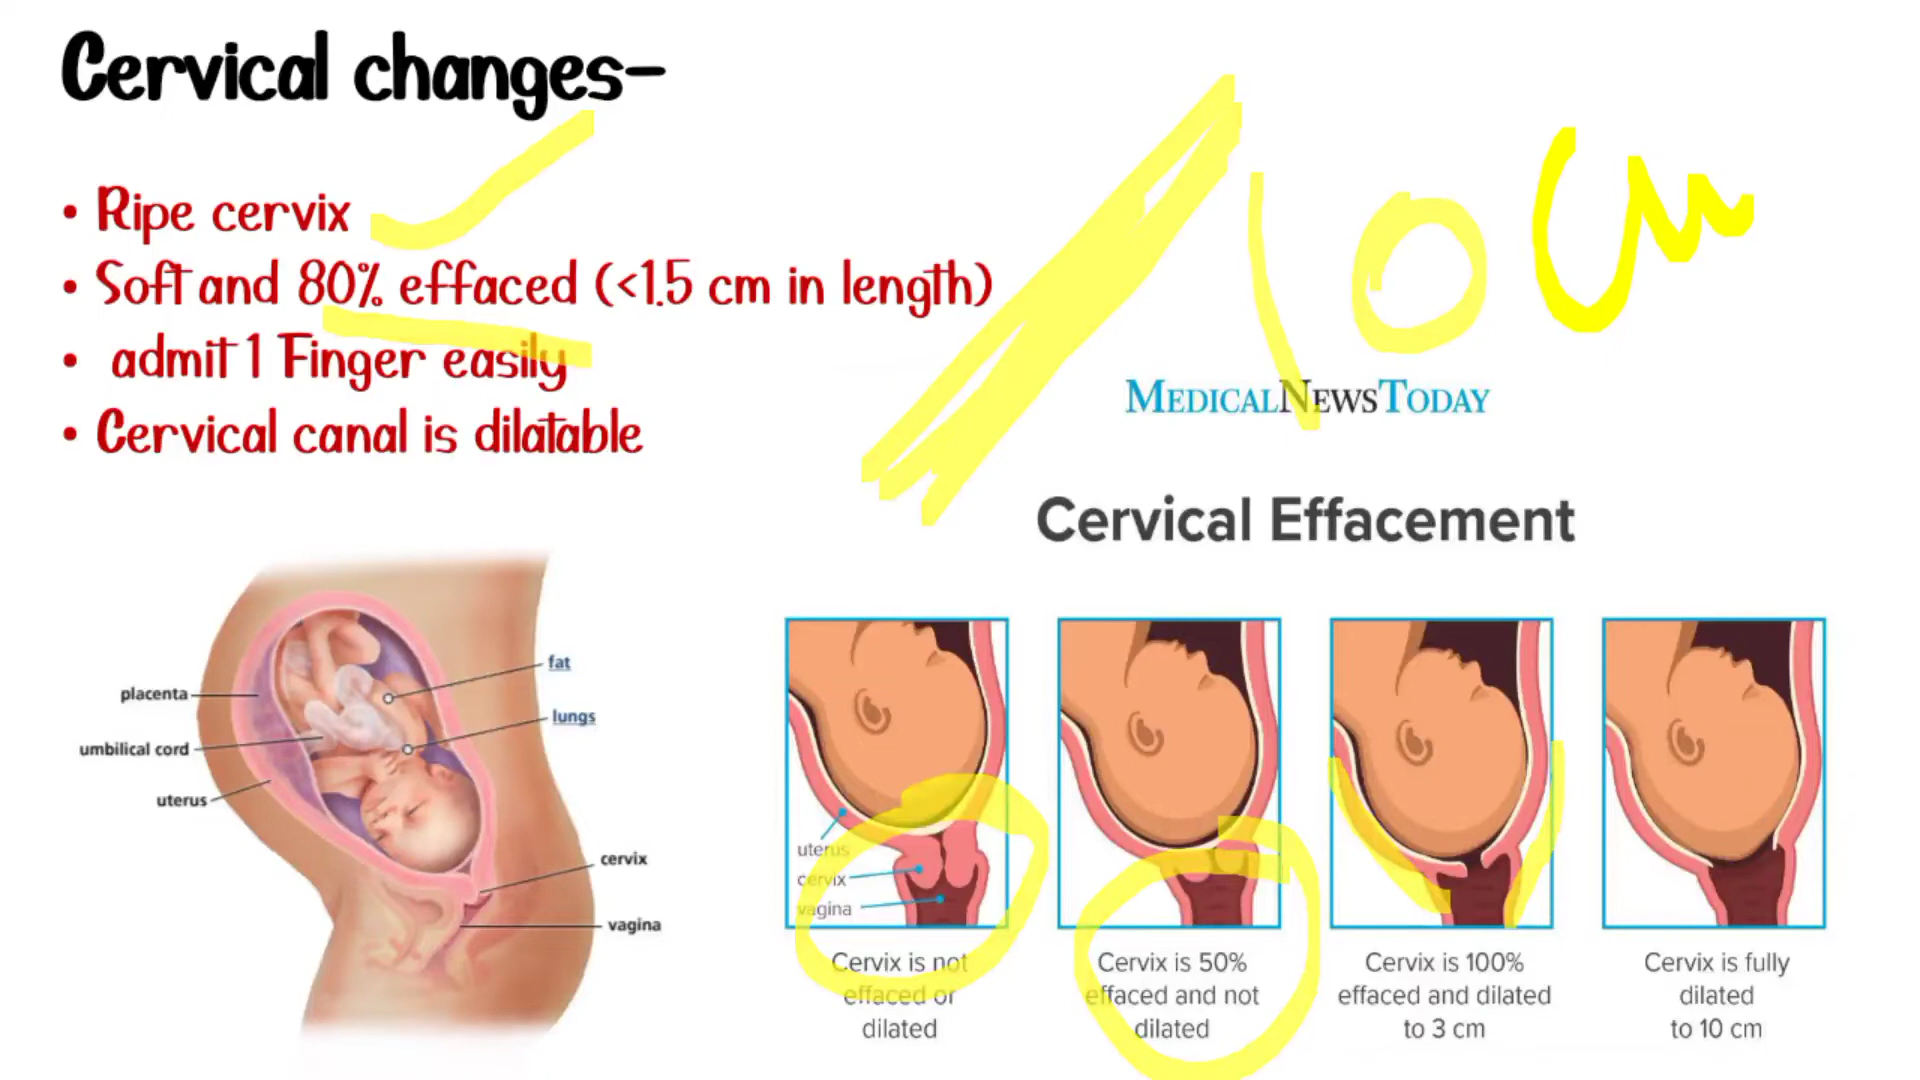 Cervical changes-
• Ripe cervix
• Soft and 80% effaced (<1.5 cm in length)
• admit 1 Finger easily
• Cervical canal is dilatable
10 cm
MEDICALNEWSTODAY
Cervical Effacement
placenta
umbilical cord
uterus
fat
lungs
cervix
vagina
uterus
cervix
vagina
Cervix is not
effaced or
dilated
Cervix is 50%
effaced and not
dilated
Cervix is 100%
effaced and dilated
to 3 cm
Cervix is fully
dilated
to 10 cm